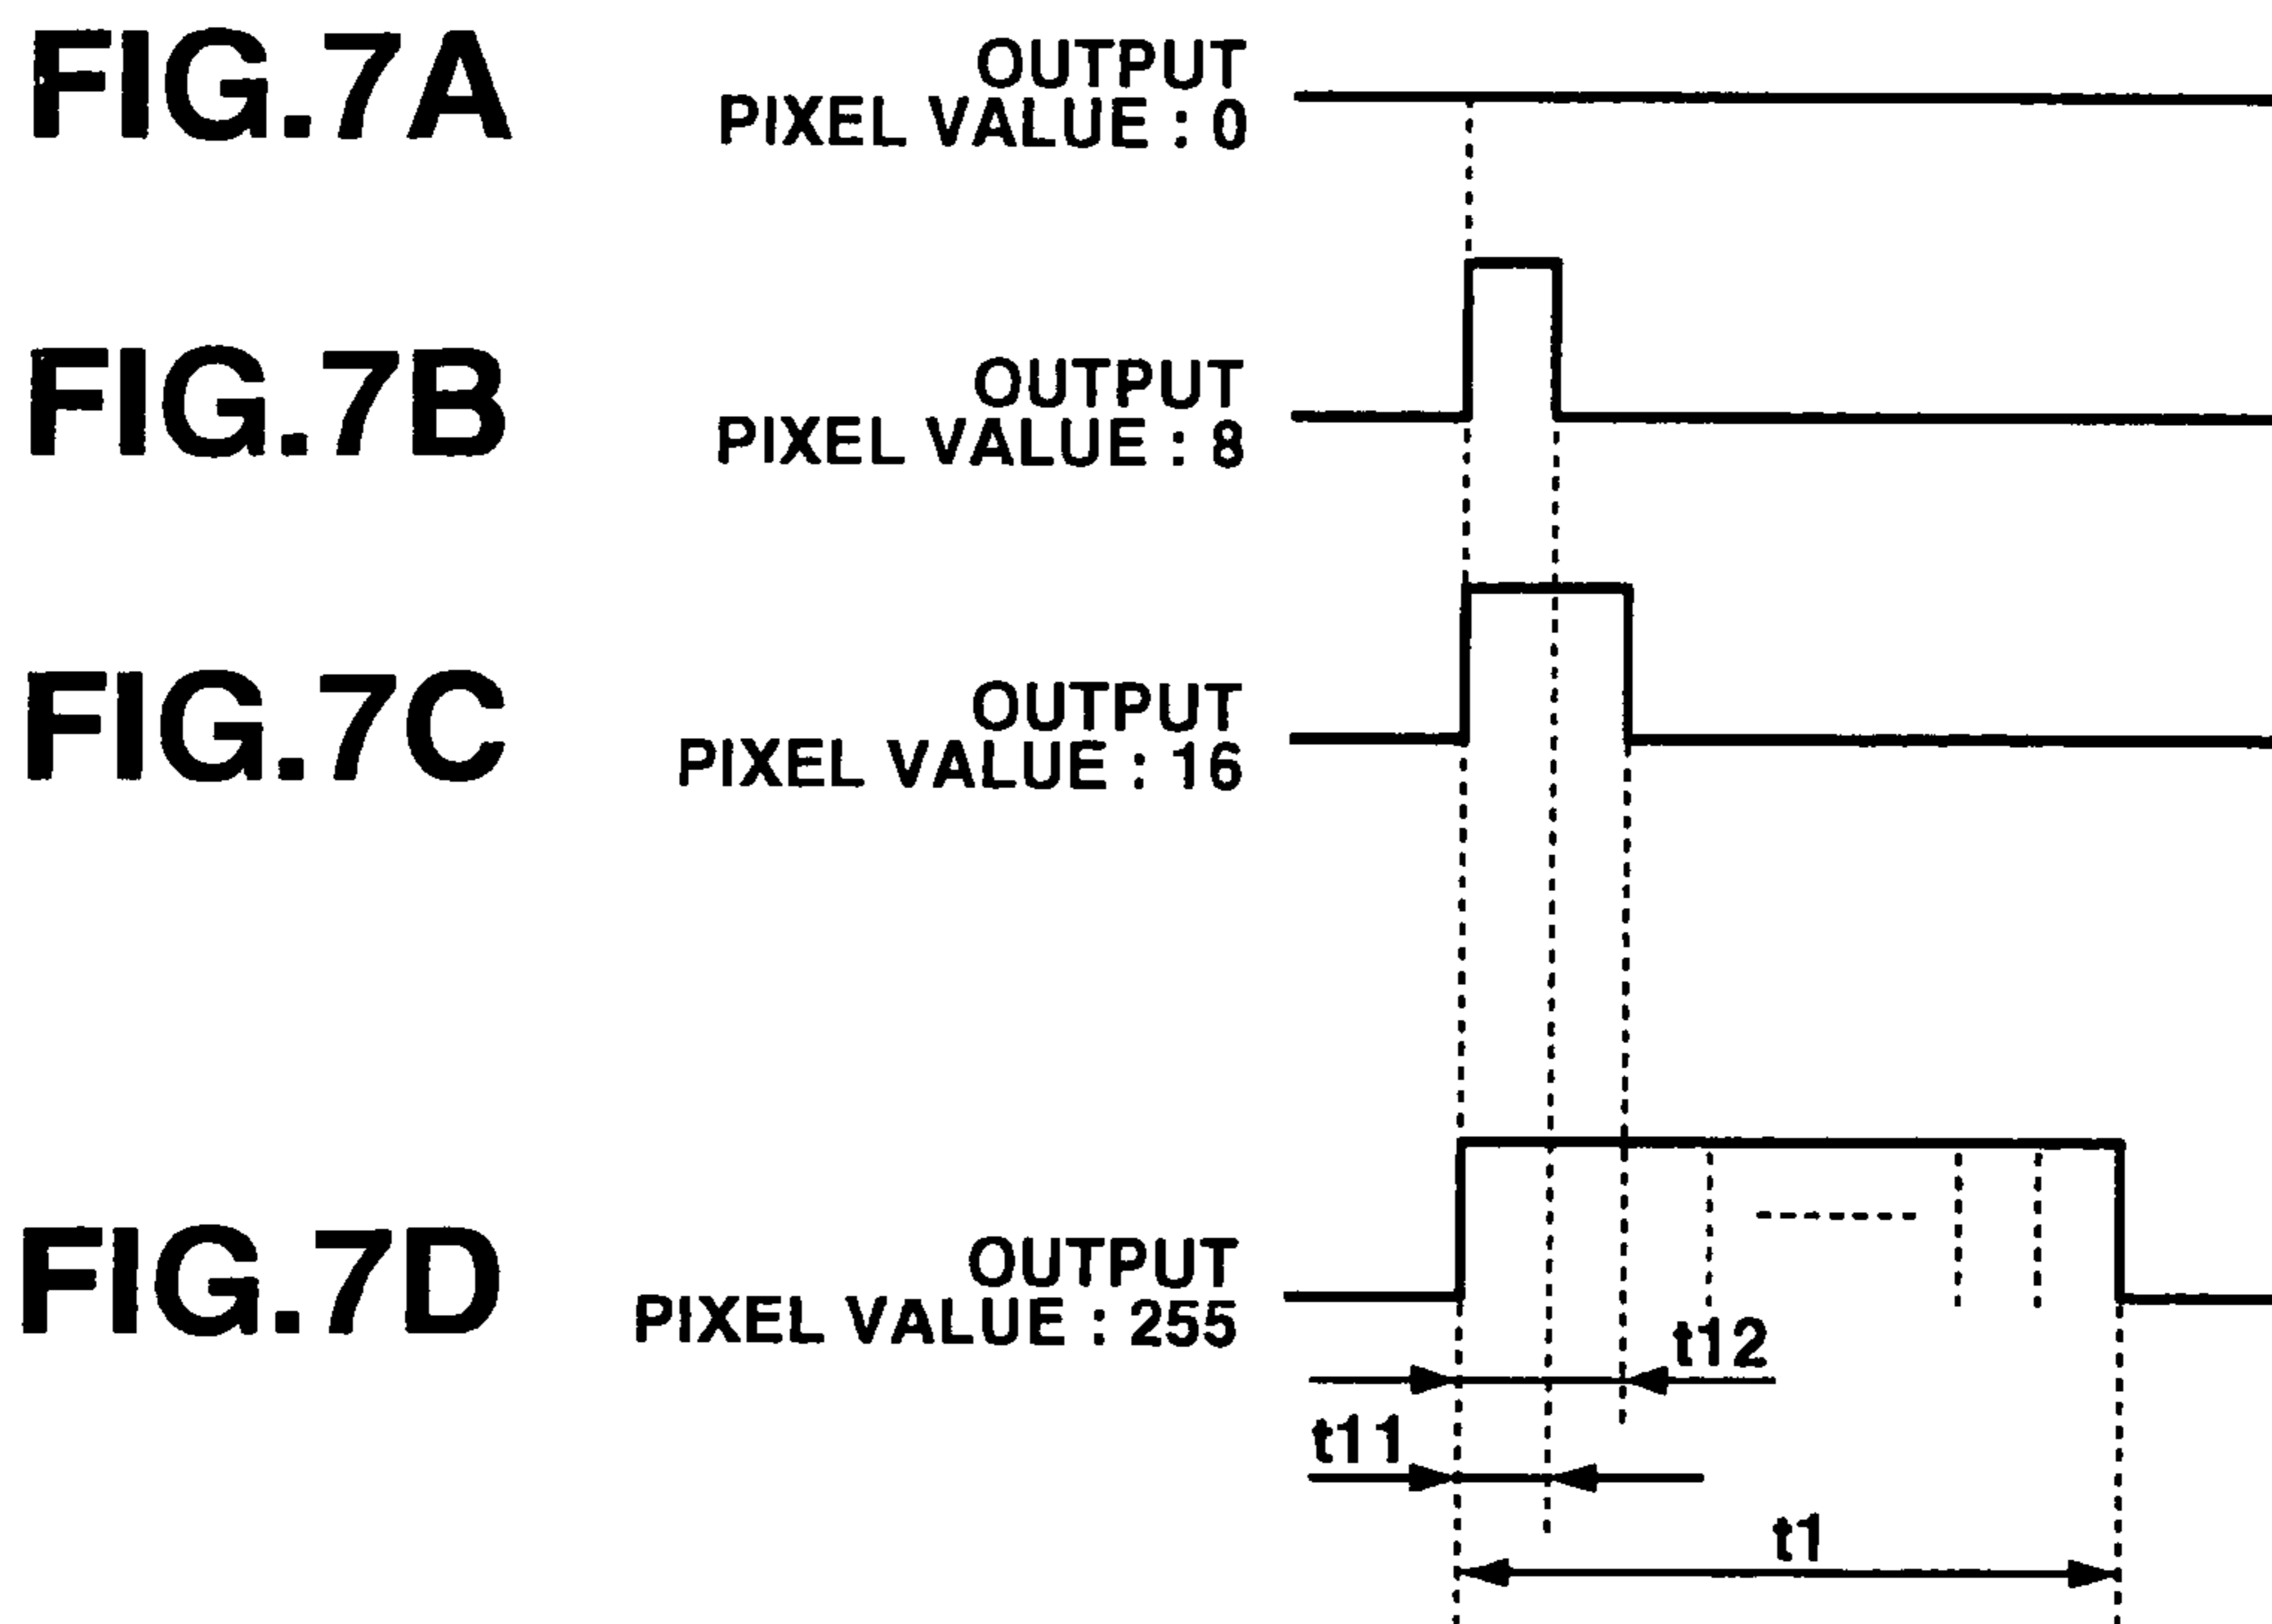 FIG.7A
OUTPUT
PIXEL VALUE : 0
FIG.7B
OUTPUT
PIXEL VALUE : 8
FIG.7C
OUTPUT
PIXEL VALUE : 16
FIG.7D
OUTPUT
PIXEL VALUE : 255
t12
t11
t1